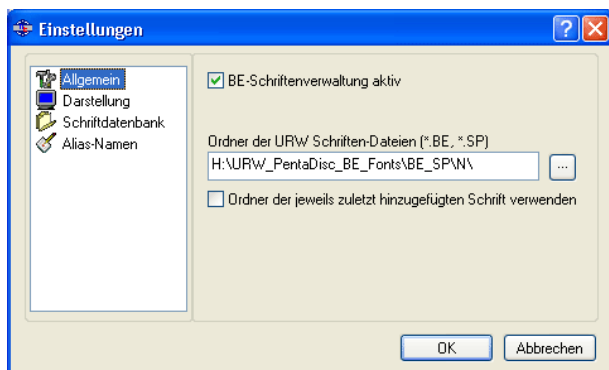 Einstellungen
Allgemein
Darstellung
Schriftdatenbank
Alias-Namen
BE-Schriftenverwaltung aktiv
Ordner der URW Schriften-Dateien (*.BE, *.SP)
H:\URW_PentaDisc_BE_Fonts\BE_SP\N\
...
Ordner der jeweils zuletzt hinzugefügten Schrift verwenden
OK
Abbrechen